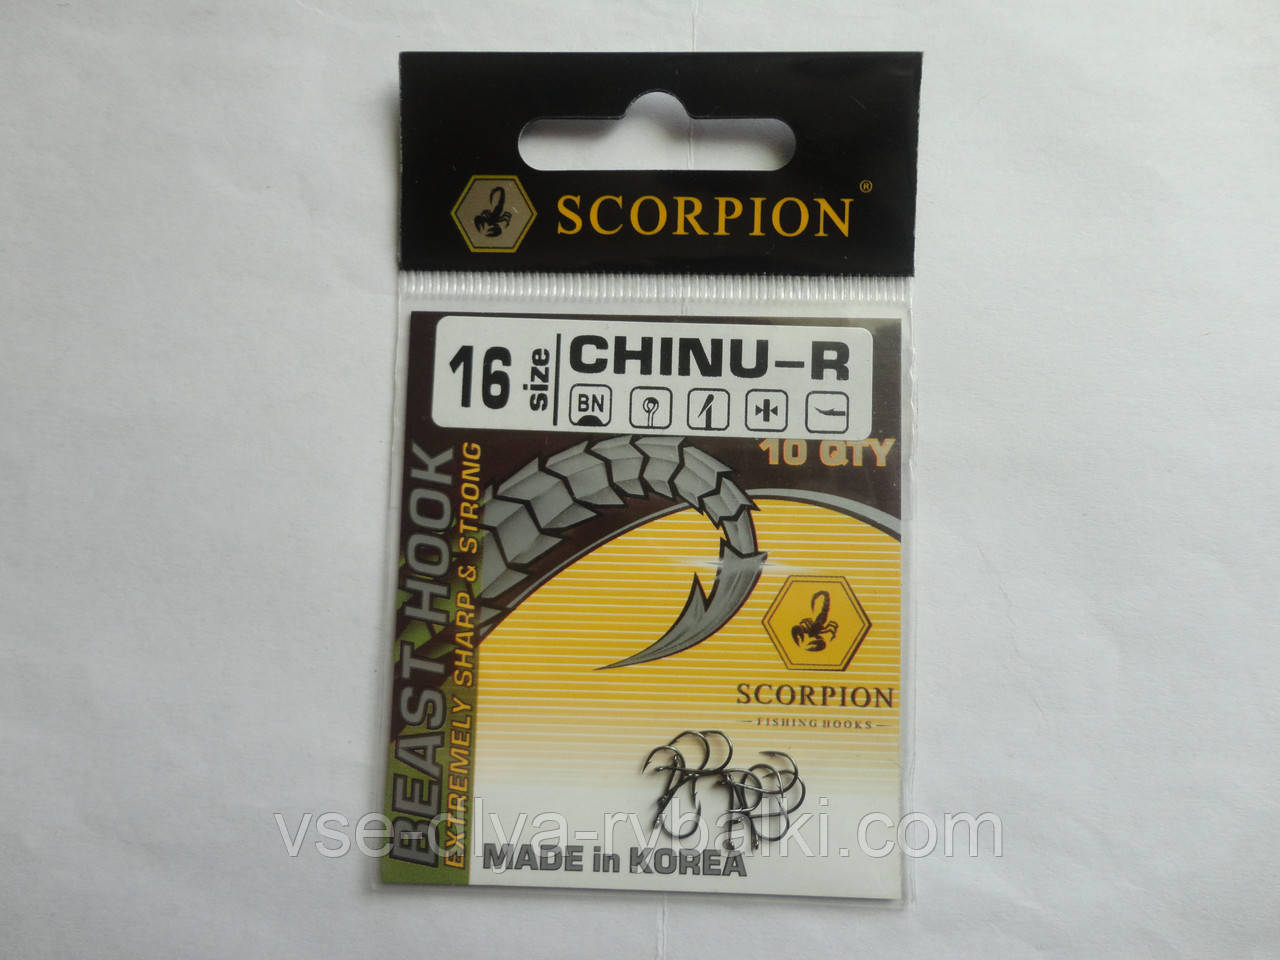 SCORPION ®
16 size CHINU-R
BN
10 QTY
BEAST HOOK
EXTREMELY SHARP & STRONG
SCORPION
- FISHING HOOKS -
MADE in KOREA
vse-dlya-rybalki.com